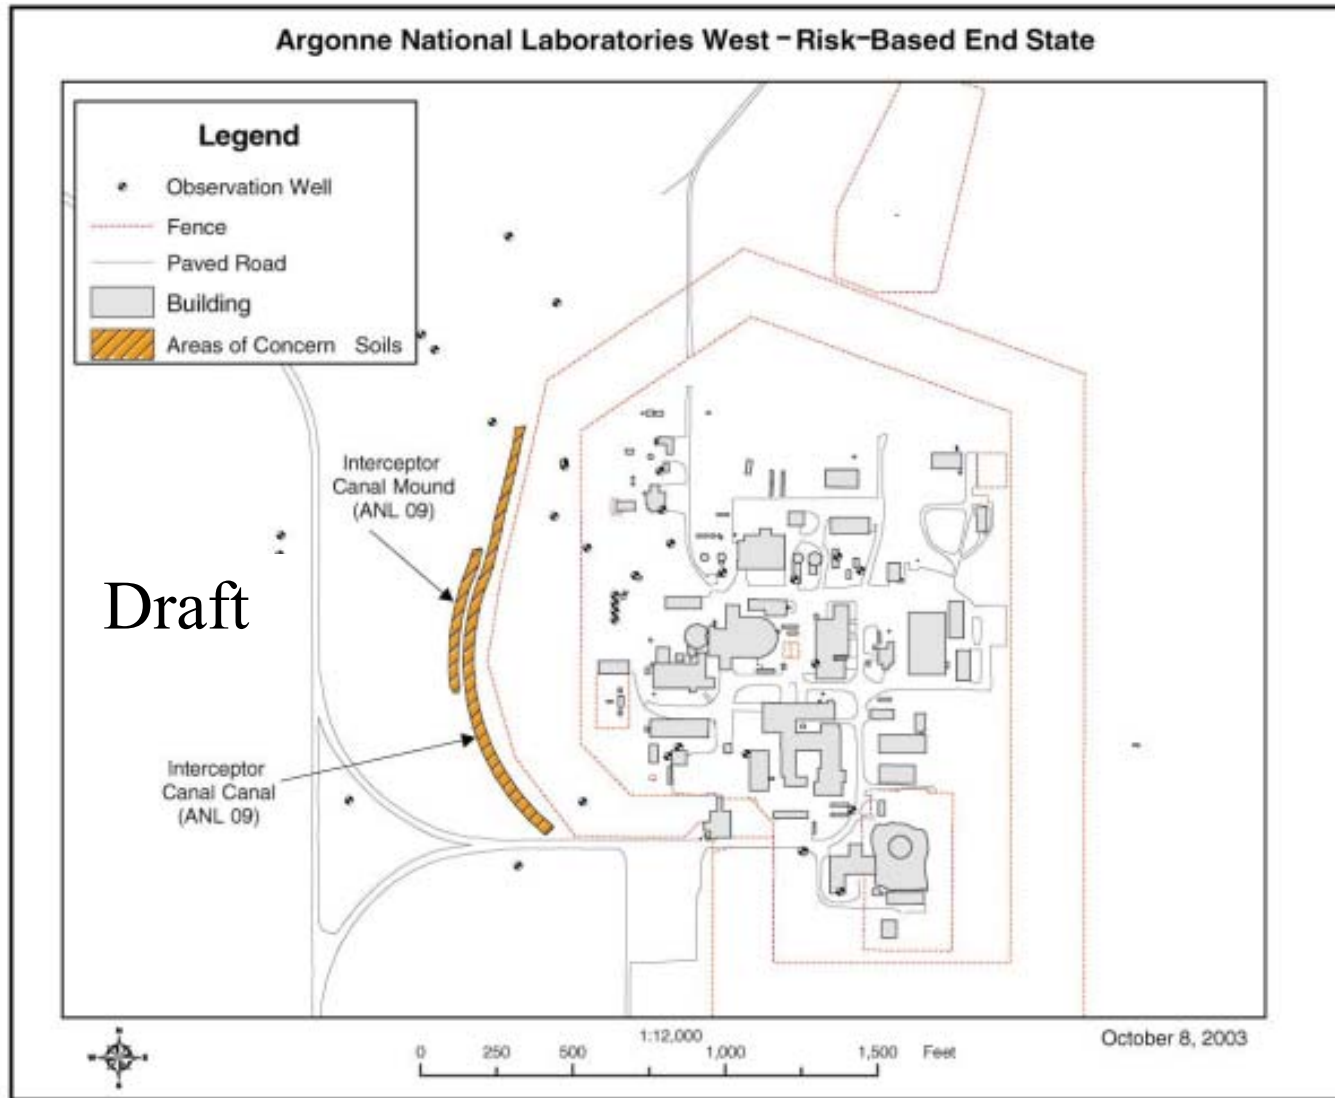 Argonne National Laboratories West – Risk–Based End State
Legend
Observation Well
Fence
Paved Road
Building
Areas of Concern Soils
Interceptor
Canal Mound
(ANL 09)
Draft
Interceptor
Canal Canal
(ANL 09)
1:12,000
0 250 500 1,000 1,500 Feet
October 8, 2003